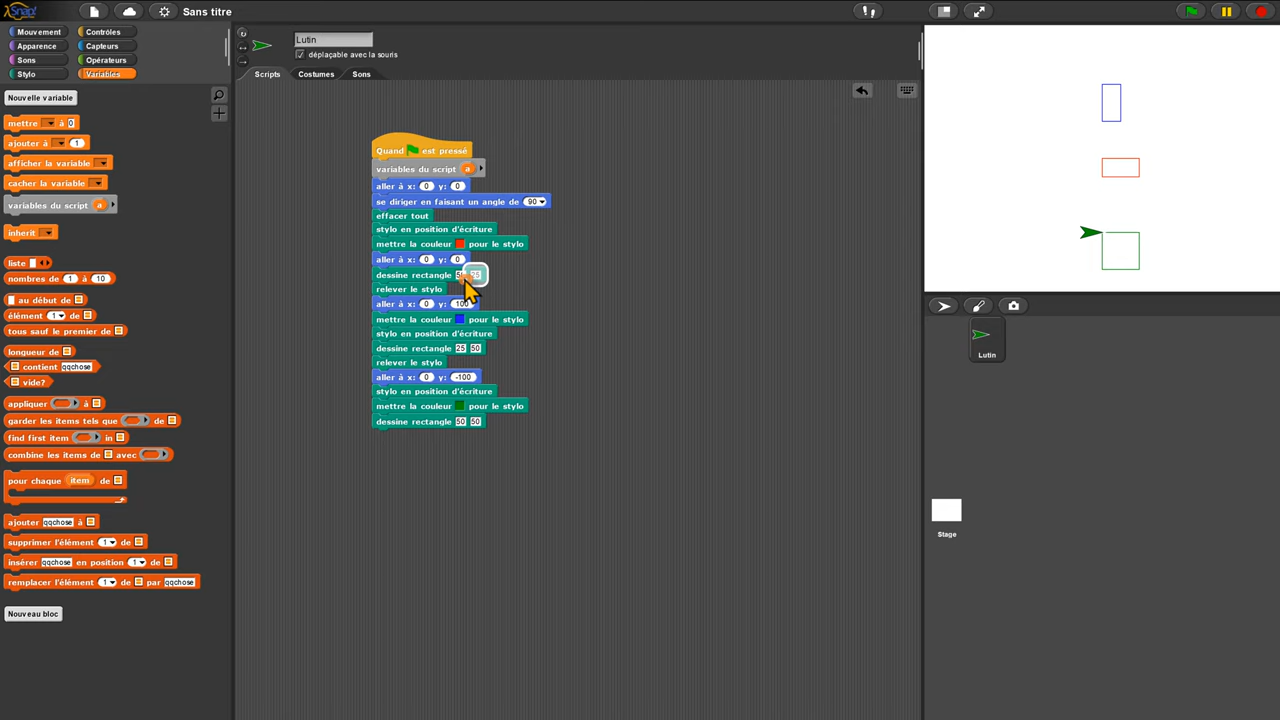 Snap!
Sans titre
Mouvement
Contrôles
Apparence
Capteurs
Sons
Opérateurs
Stylo
Variables
Nouvelle variable
mettre à 0
ajouter à 1
afficher la variable
cacher la variable
variables du script a
inherit
liste
nombres de 1 à 10
au début de
élément 1 de
tous sauf le premier de
longueur de
contient qqchose
vide?
appliquer à
garder les items tels que de
find first item in
combine les items de avec
pour chaque item de
ajouter qqchose à
supprimer l'élément 1 de
insérer qqchose en position 1 de
remplacer l'élément 1 de par qqchose
Nouveau bloc
Lutin
déplaçable avec la souris
Scripts
Costumes
Sons
Quand est pressé
variables du script a
aller à x: 0 y: 0
se diriger en faisant un angle de 90
effacer tout
stylo en position d'écriture
mettre la couleur pour le stylo
aller à x: 0 y: 0
dessine rectangle 25
relever le stylo
aller à x: 0 y: 100
mettre la couleur pour le stylo
stylo en position d'écriture
dessine rectangle 25 50
relever le stylo
aller à x: 0 y: -100
stylo en position d'écriture
mettre la couleur pour le stylo
dessine rectangle 50 50
Lutin
Stage